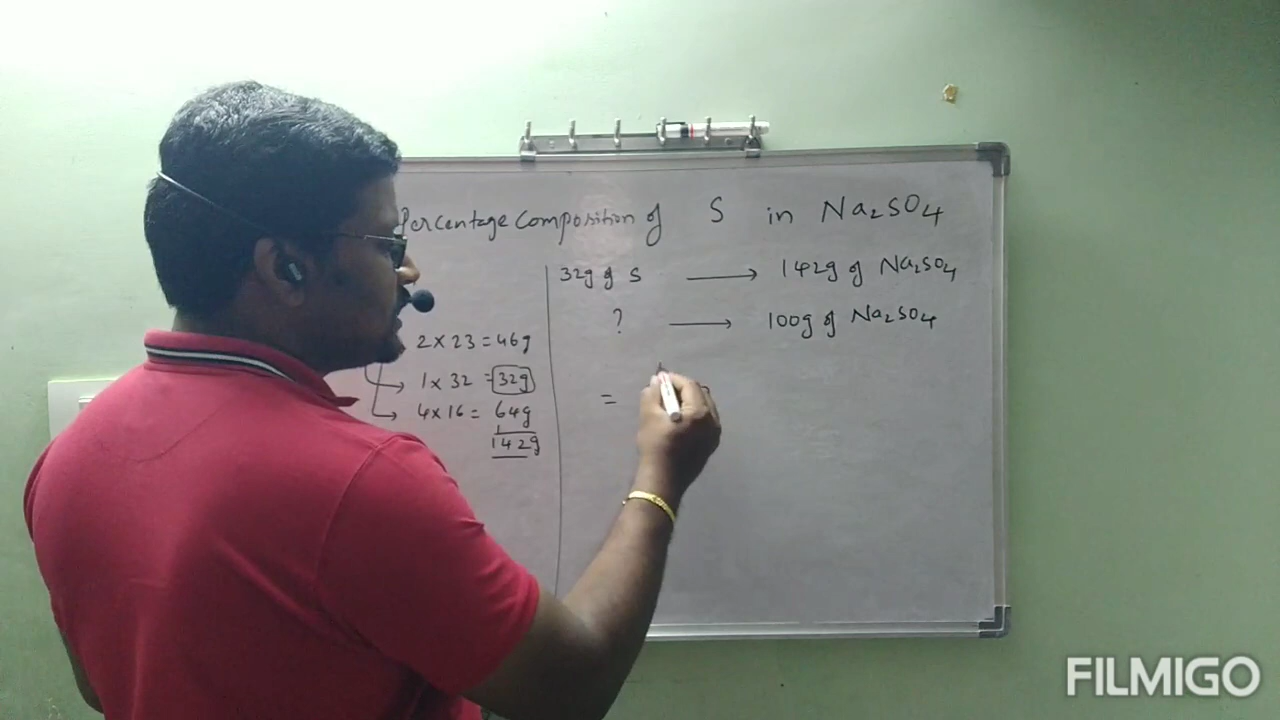 Percentage Composition of S in Na₂SO₄
2 × 23 = 46g
1 × 32 = 32g
4 × 16 = 64g
142g
32g of S → 142g of Na₂SO₄
? → 100g of Na₂SO₄
=
FILMIGO